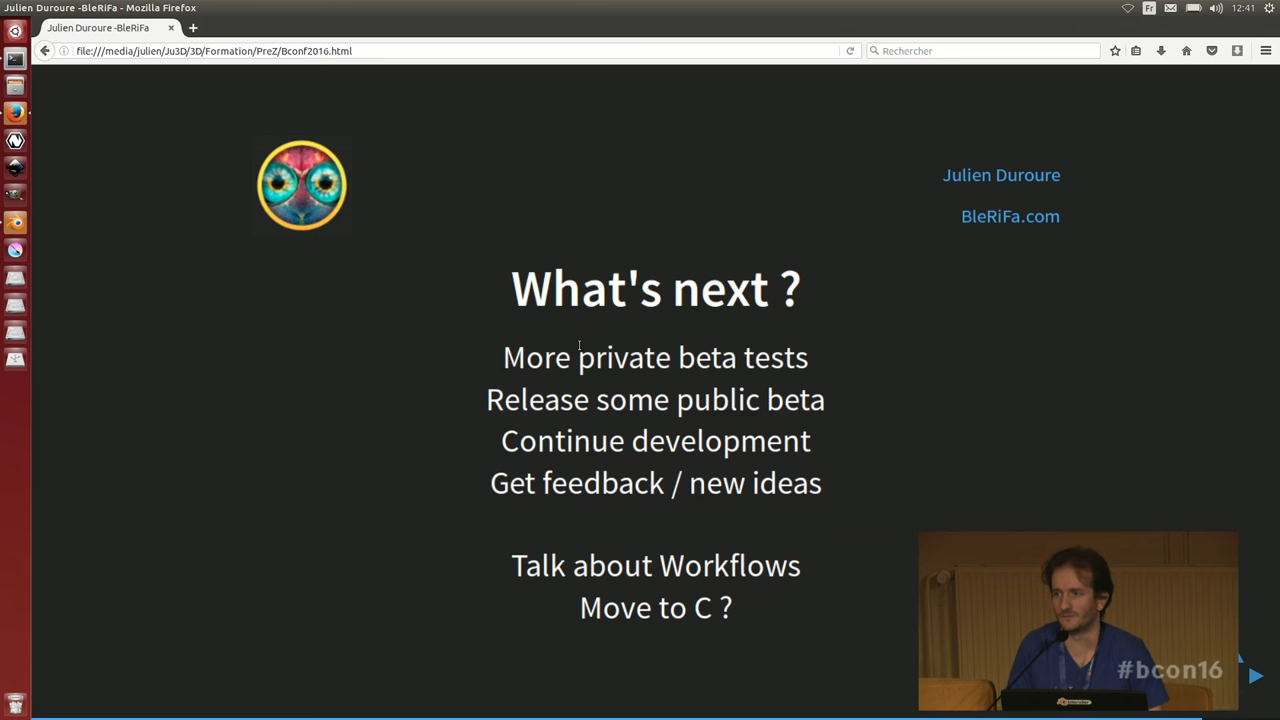 Julien Duroure -BleRiFa - Mozilla Firefox
Fr
12:41
Julien Duroure -BleRiFa
file:///media/julien/Ju3D/3D/Formation/PreZ/Bconf2016.html
Rechercher
Julien Duroure
BleRiFa.com
What's next ?
More private beta tests
Release some public beta
Continue development
Get feedback / new ideas
Talk about Workflows
Move to C ?
#bcon16